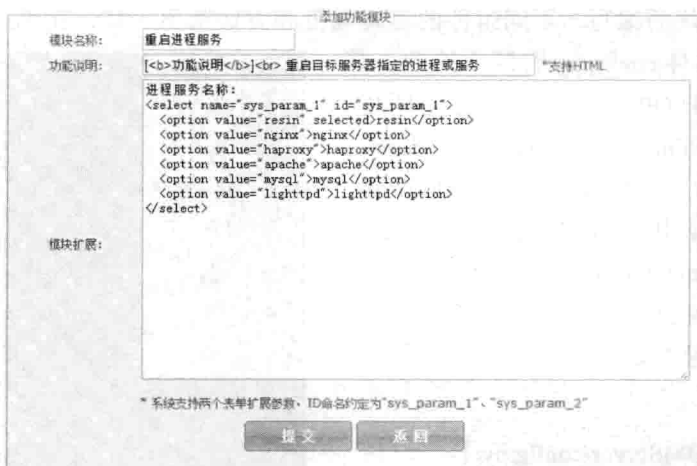 添加功能模块
模块名称: 重启进程服务
功能说明: [<b>功能说明</b>]<br> 重启目标服务器指定的进程或服务 *支持HTML
进程服务名称:
<select name="sys_param_1" id="sys_param_1">
<option value="resin" selected>resin</option>
<option value="nginx">nginx</option>
<option value="haproxy">haproxy</option>
<option value="apache">apache</option>
<option value="mysql">mysql</option>
<option value="lighttpd">lighttpd</option>
</select>
模块扩展:
* 系统支持两个表单扩展参数、ID命名约定为"sys_param_1"、"sys_param_2"
提交 返回